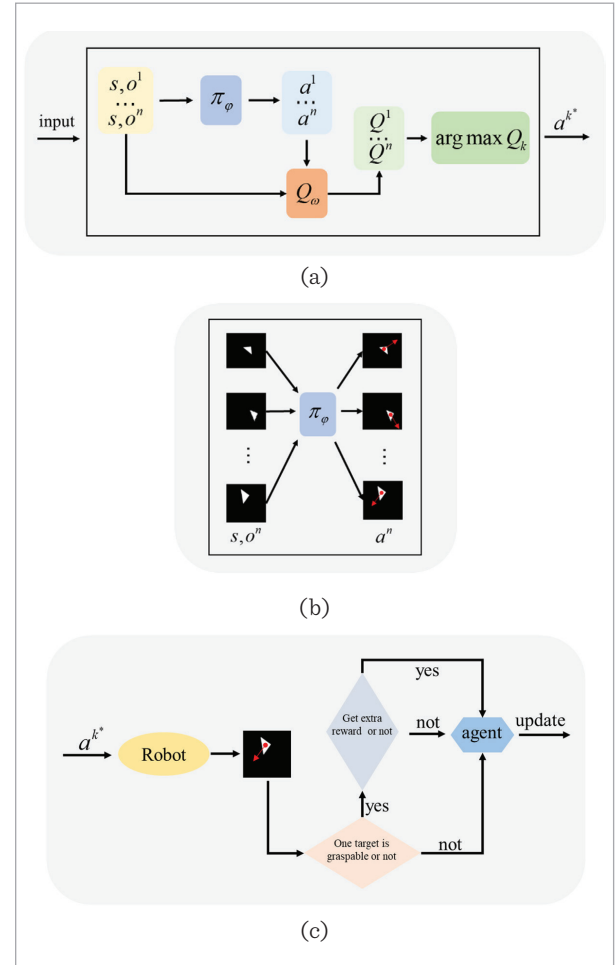 input
s, o¹
...
s, oⁿ
π_φ
a¹
...
aⁿ
Q_ω
Q¹
...
Qⁿ
arg max Q_k
a^{k*}
(a)
π_φ
⋮
⋮
s, oⁿ
aⁿ
(b)
a^{k*}
Robot
Get extra
reward or not
yes
not
agent
update
yes
One target is
graspable or not
not
(c)